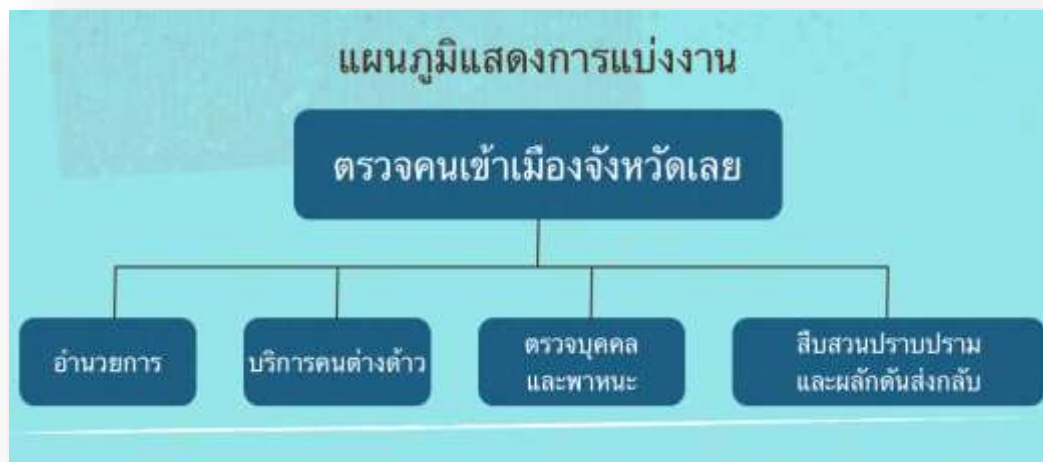 แผนภูมิแสดงการแบ่งงาน
ตรวจคนเข้าเมืองจังหวัดเลย
อำนวยการ
บริการคนต่างด้าว
ตรวจบุคคล
และพาหนะ
สืบสวนปราบปราม
และผลักดันส่งกลับ